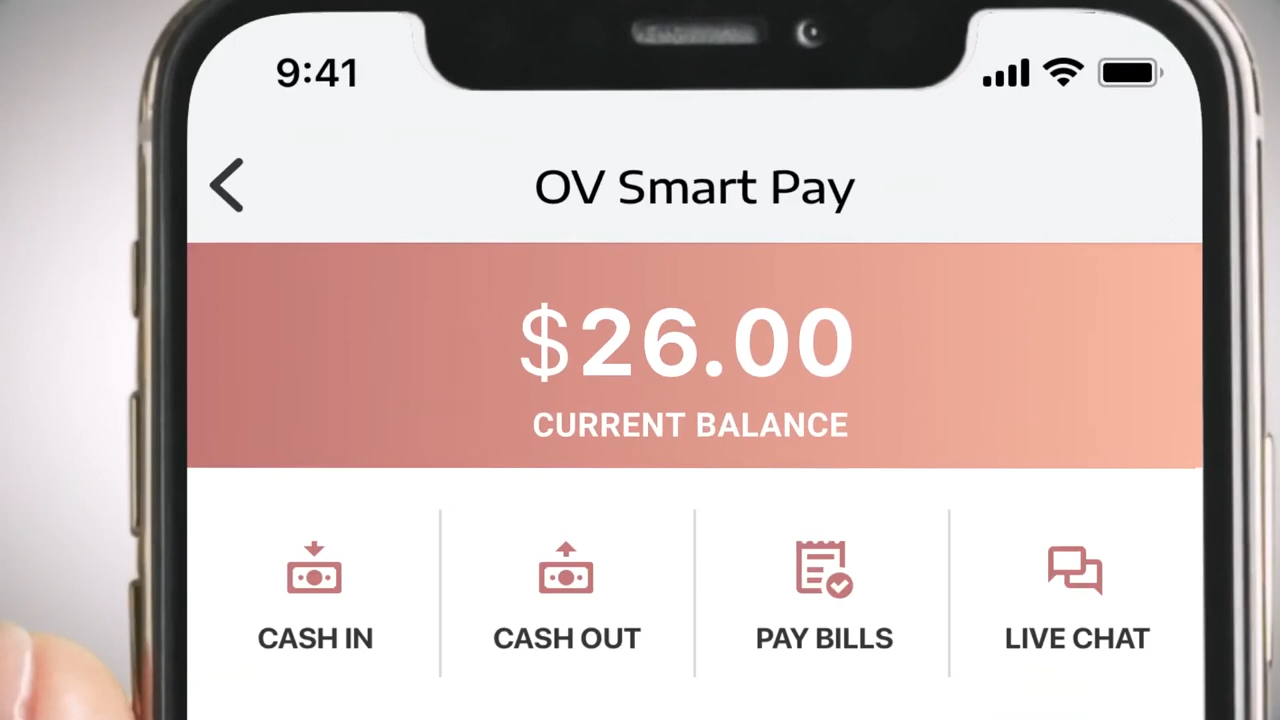 9:41
OV Smart Pay
$26.00
CURRENT BALANCE
CASH IN
CASH OUT
PAY BILLS
LIVE CHAT